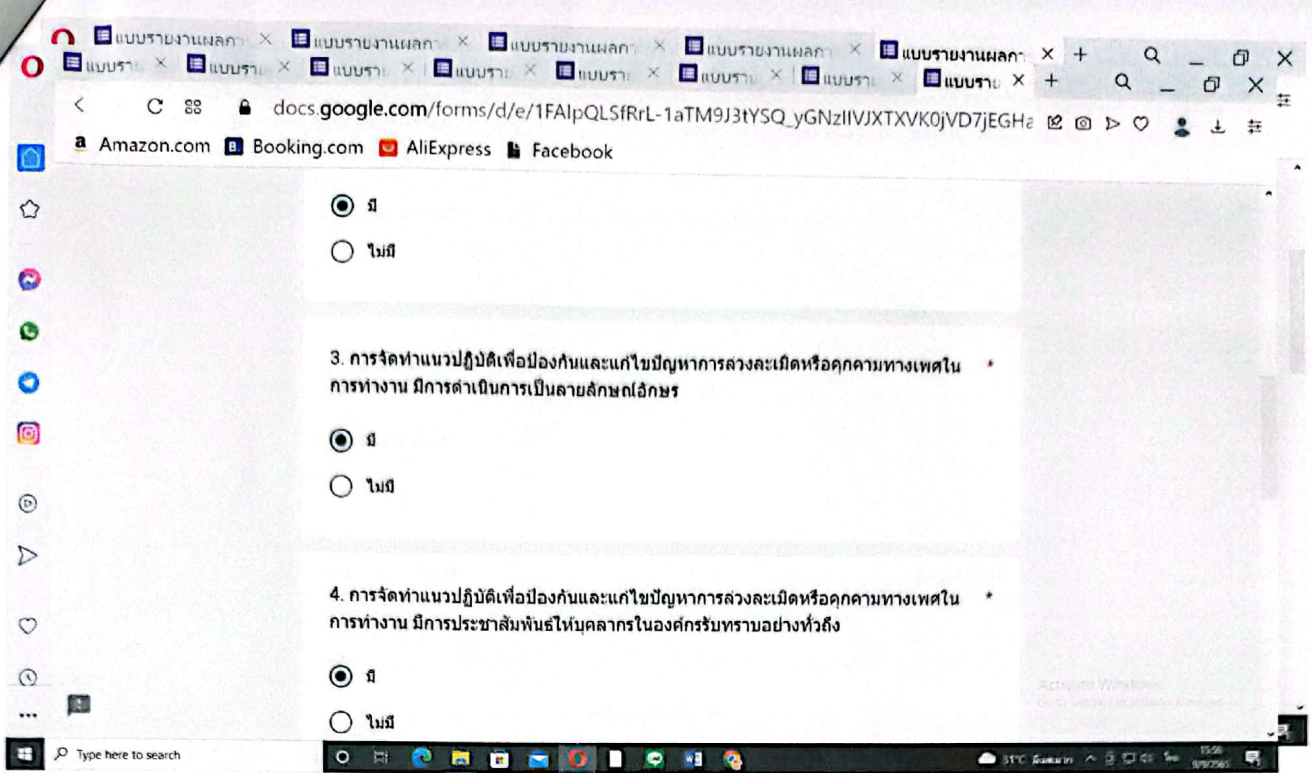 แบบรายงานผลกา
แบบรายงานผลกา
แบบรายงานผลกา
แบบรายงานผลกา
แบบรายงานผลกา
แบบราย
แบบราย
แบบราย
แบบราย
แบบราย
แบบราย
แบบราย
แบบราย
docs.google.com/forms/d/e/1FAIpQLSfRrL-1aTM9J3tYSQ_yGNzIIVJXTXVK0jVD7jEGHa
Amazon.com Booking.com AliExpress Facebook
มี
ไม่มี
3. การจัดทำแนวปฏิบัติเพื่อป้องกันและแก้ไขปัญหาการล่วงละเมิดหรือคุกคามทางเพศใน *
การทำงาน มีการดำเนินการเป็นลายลักษณ์อักษร
มี
ไม่มี
4. การจัดทำแนวปฏิบัติเพื่อป้องกันและแก้ไขปัญหาการล่วงละเมิดหรือคุกคามทางเพศใน *
การทำงาน มีการประชาสัมพันธ์ให้บุคลากรในองค์กรรับทราบอย่างทั่วถึง
มี
ไม่มี
Activate Windows
Type here to search
31°C
15:56
9/9/2565